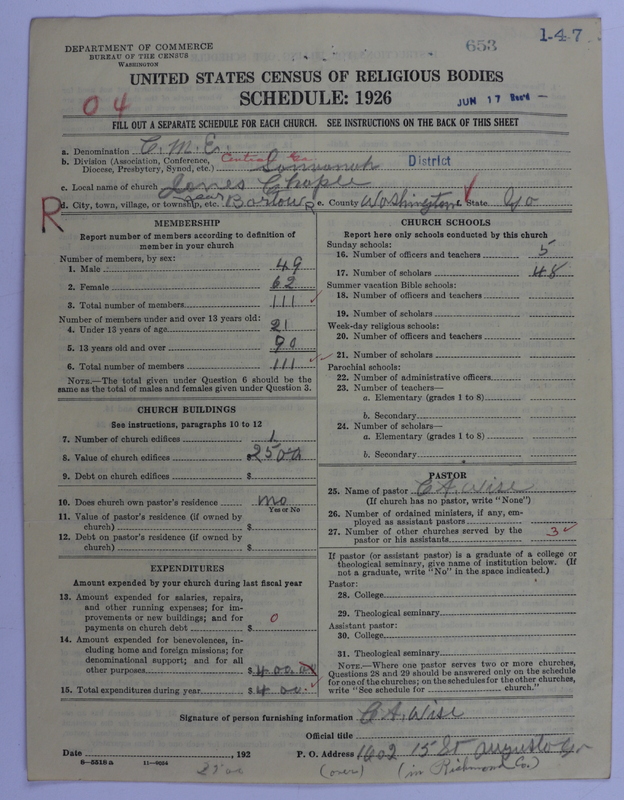 653
1-4-7
DEPARTMENT OF COMMERCE
BUREAU OF THE CENSUS
WASHINGTON
UNITED STATES CENSUS OF RELIGIOUS BODIES
SCHEDULE: 1926
04
JUN 17 Rec'd
FILL OUT A SEPARATE SCHEDULE FOR EACH CHURCH. SEE INSTRUCTIONS ON THE BACK OF THIS SHEET
a. Denomination C. M. E.
b. Division (Association, Conference, Diocese, Presbytery, Synod, etc.) Central Ga. Savannah District
c. Local name of church Jones Chapel
R
d. City, town, village, or township, etc. near Bartow R e. County Washington State Ga
MEMBERSHIP
Report number of members according to definition of
member in your church
Number of members, by sex:
1. Male 49
2. Female 62
3. Total number of members 111
Number of members under and over 13 years old:
4. Under 13 years of age 21
5. 13 years old and over 90
6. Total number of members 111
NOTE.—The total given under Question 6 should be the
same as the total of males and females given under Question 3.
CHURCH BUILDINGS
See instructions, paragraphs 10 to 12
7. Number of church edifices 1
8. Value of church edifices $2500
9. Debt on church edifices $
10. Does church own pastor's residence no
Yes or No
11. Value of pastor's residence (if owned by
church) $
12. Debt on pastor's residence (if owned by
church) $
EXPENDITURES
Amount expended by your church during last fiscal year
13. Amount expended for salaries, repairs,
and other running expenses; for im-
provements or new buildings; and for
payments on church debt $ 0
14. Amount expended for benevolences, in-
cluding home and foreign missions; for
denominational support; and for all
other purposes $400.00
15. Total expenditures during year $400.
CHURCH SCHOOLS
Report here only schools conducted by this church
Sunday schools:
16. Number of officers and teachers 5
17. Number of scholars 48
Summer vacation Bible schools:
18. Number of officers and teachers
19. Number of scholars
Week-day religious schools:
20. Number of officers and teachers
21. Number of scholars
Parochial schools:
22. Number of administrative officers
23. Number of teachers—
a. Elementary (grades 1 to 8)
b. Secondary
24. Number of scholars—
a. Elementary (grades 1 to 8)
b. Secondary
PASTOR
25. Name of pastor C A. Wise
(If church has no pastor, write "None")
26. Number of ordained ministers, if any, em-
ployed as assistant pastors
27. Number of other churches served by the
pastor or his assistants 3
If pastor (or assistant pastor) is a graduate of a college or
theological seminary, give name of institution below. (If
not a graduate, write "No" in the space indicated.)
Pastor:
28. College
29. Theological seminary
Assistant pastor:
30. College
31. Theological seminary
NOTE.—Where one pastor serves two or more churches,
Questions 28 and 29 should be answered only on the schedule
for one of the churches; on the schedules for the other churches,
write "See schedule for church."
Signature of person furnishing information C A. Wise
Official title
Date , 192 P. O. Address 1602 15 St Augusta Ga
8-5518a 11-9024
2500 (over) (in Richmond Co.)